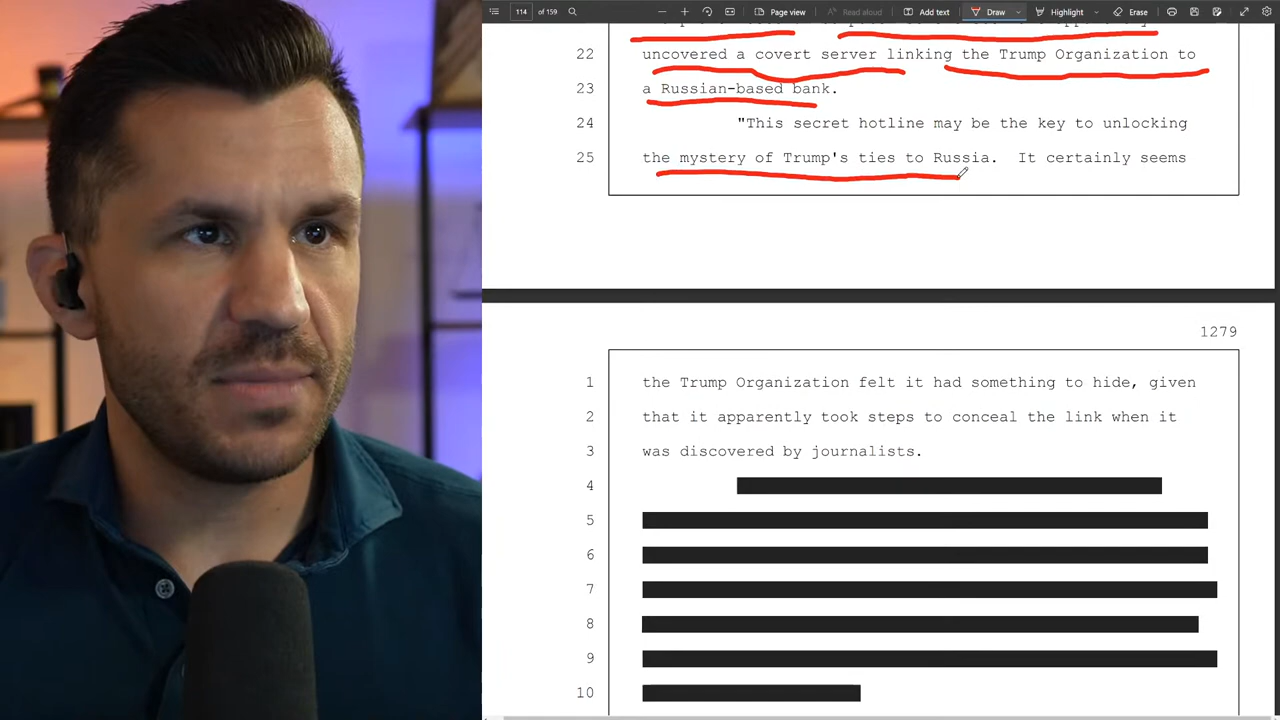 114 of 159
Page view
Read aloud
Add text
Draw
Highlight
Erase
22 uncovered a covert server linking the Trump Organization to
23 a Russian-based bank.
24 "This secret hotline may be the key to unlocking
25 the mystery of Trump's ties to Russia. It certainly seems
1279
1 the Trump Organization felt it had something to hide, given
2 that it apparently took steps to conceal the link when it
3 was discovered by journalists.
4
5
6
7
8
9
10